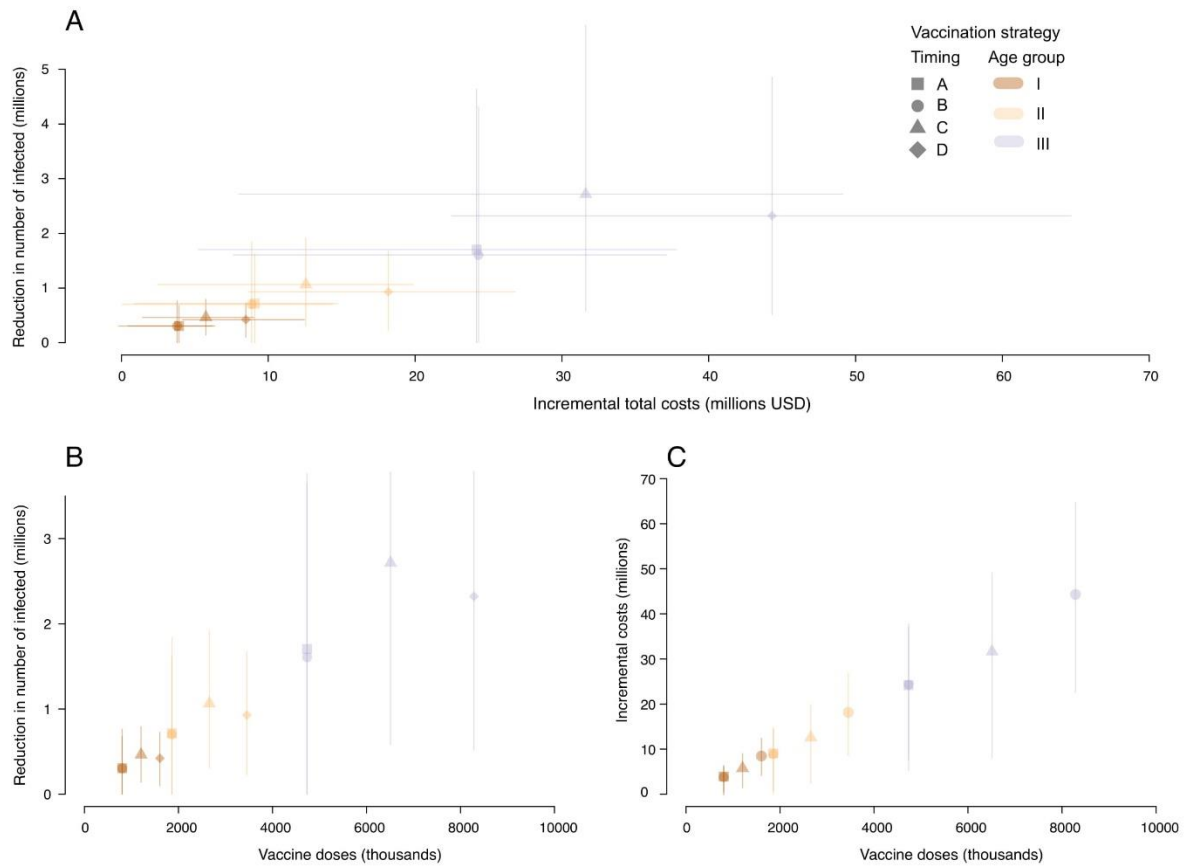 A
Vaccination strategy
Timing
Age group
A
I
B
II
C
III
D
Reduction in number of infected (millions)
5
4
3
2
1
0
0
10
20
30
40
50
60
70
Incremental total costs (millions USD)
B
Reduction in number of infected (millions)
3
2
1
0
0
2000
4000
6000
8000
10000
Vaccine doses (thousands)
C
Incremental costs (millions)
70
60
50
40
30
20
10
0
0
2000
4000
6000
8000
10000
Vaccine doses (thousands)